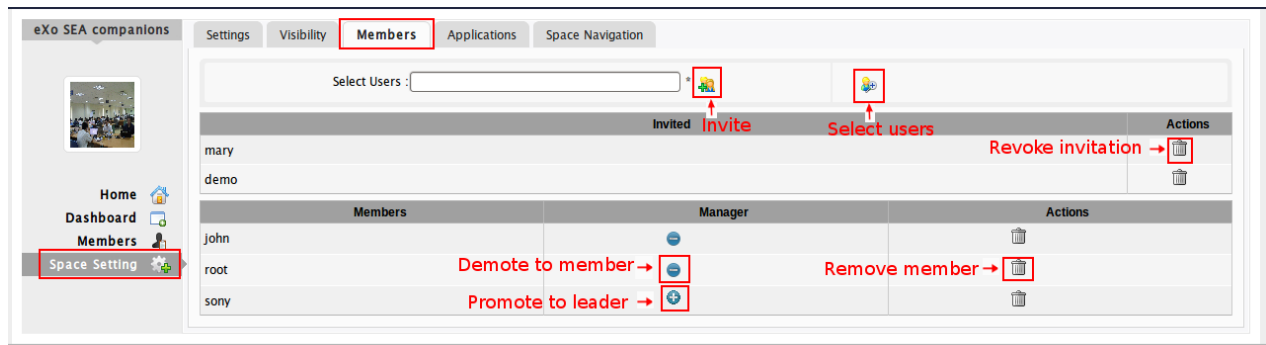 eXo SEA companions
Settings Visibility Members Applications Space Navigation
Select Users : *
Invite Select users
Invited Actions
mary Revoke invitation
demo
Home
Dashboard
Members
Space Setting
Members Manager Actions
john
root Demote to member Remove member
sony Promote to leader